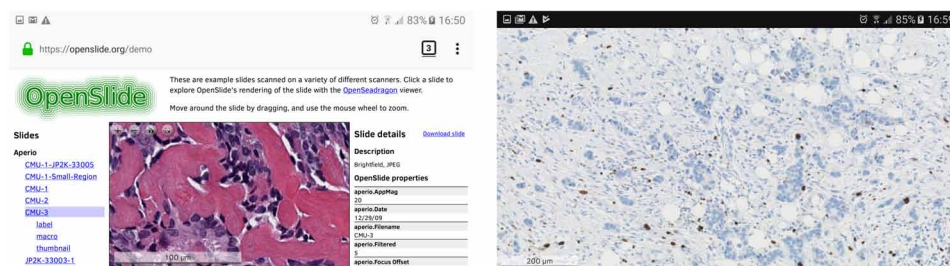 83% 16:50
https://openslide.org/demo
3
OpenSlide
These are example slides scanned on a variety of different scanners. Click a slide to
explore OpenSlide's rendering of the slide with the OpenSeadragon viewer.
Move around the slide by dragging, and use the mouse wheel to zoom.
Slides
Aperio
CMU-1-JP2K-33005
CMU-1-Small-Region
CMU-1
CMU-2
CMU-3
label
macro
thumbnail
JP2K-33003-1
100 μm
Slide details
Download slide
Description
Brightfield, JPEG
OpenSlide properties
aperio.AppMag
20
aperio.Date
12/29/09
aperio.Filename
CMU-3
aperio.Filtered
5
aperio.Focus Offset
85%
200 μm